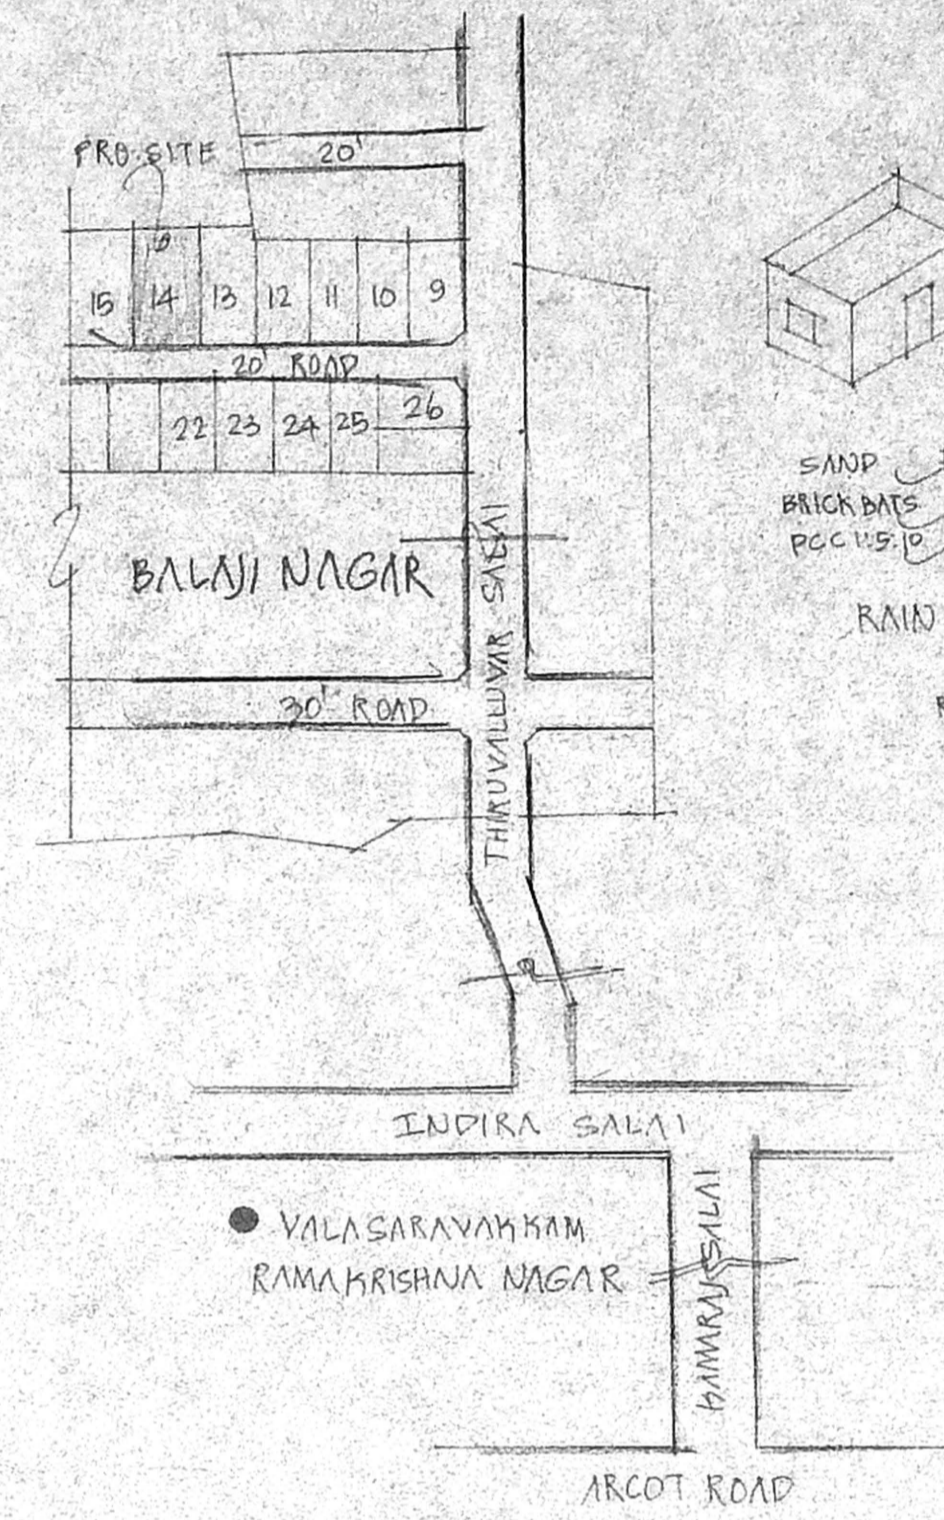 20'
PRO.SITE
15 14 13 12 11 10 9
20' ROAD
22 23 24 25 26
SAND
BRICK BATS
PCC 1:5:10
RAIN
BALAJI NAGAR
THIRUVALLUVAR SALAI
30' ROAD
INDIRA SALAI
VALASARAVAKKAM
RAMAKRISHNA NAGAR
KAMARAJ SALAI
ARCOT ROAD